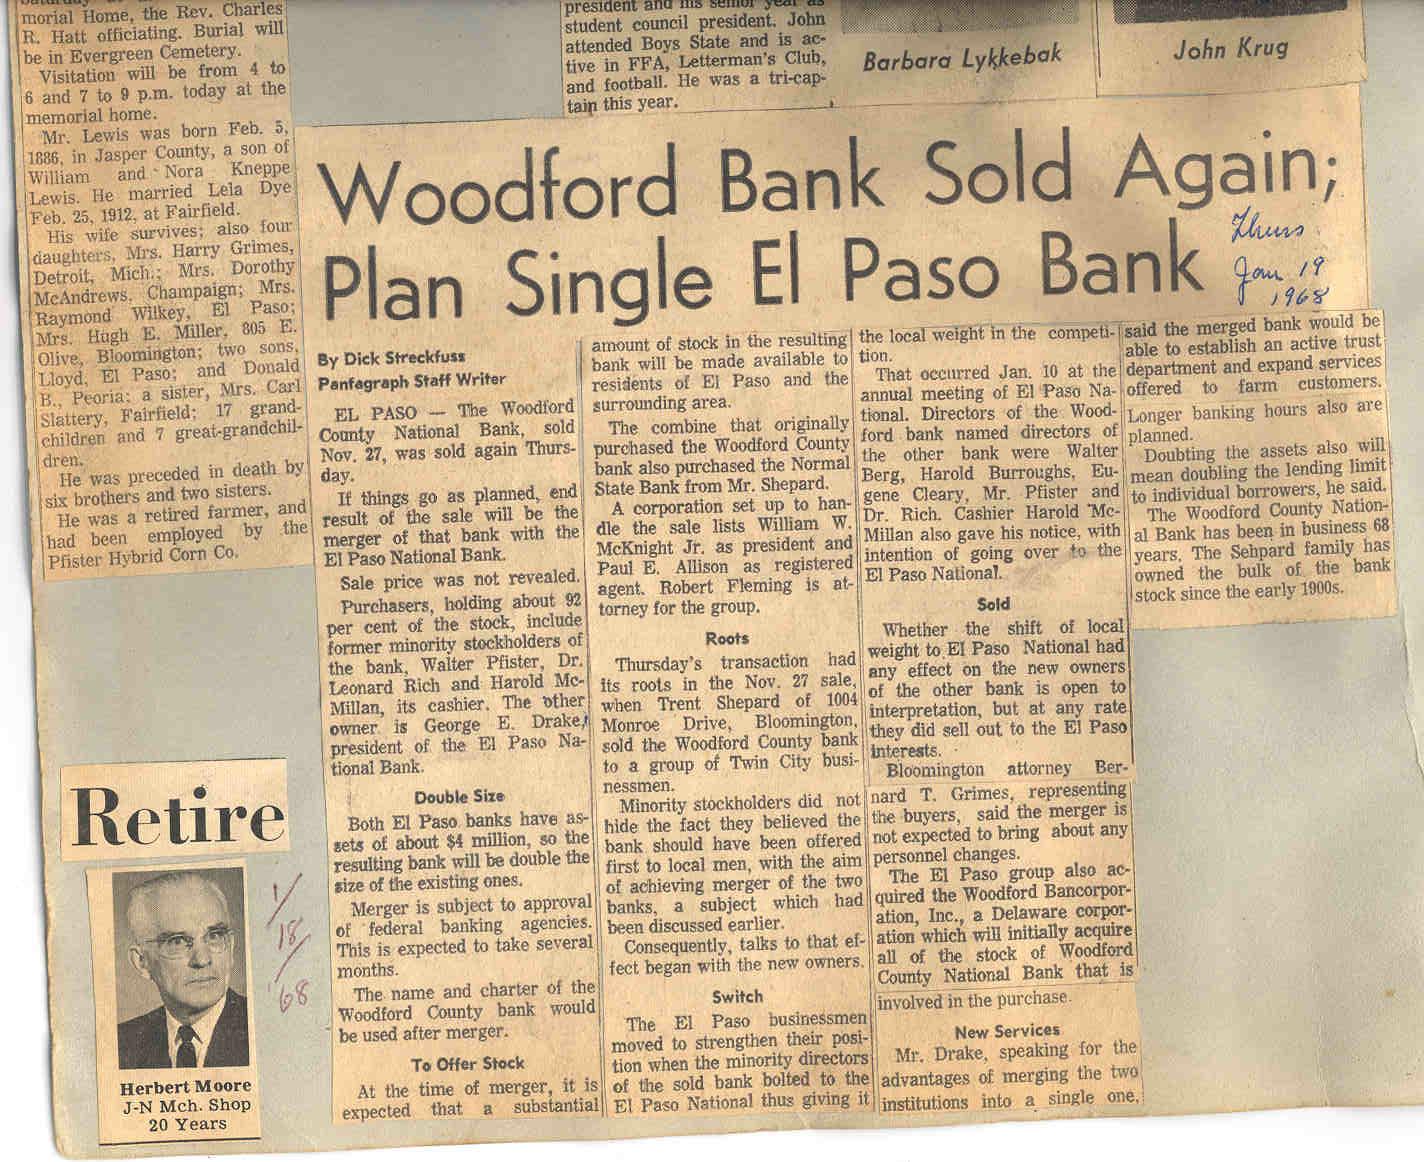 morial Home, the Rev. Charles
R. Hatt officiating. Burial will
be in Evergreen Cemetery.
Visitation will be from 4 to
6 and 7 to 9 p.m. today at the
memorial home.
Mr. Lewis was born Feb. 5,
1886, in Jasper County, a son of
William and Nora Kneppe
Lewis. He married Lela Dye
Feb. 25, 1912, at Fairfield.
His wife survives; also four
daughters, Mrs. Harry Grimes,
Detroit, Mich.; Mrs. Dorothy
McAndrews, Champaign; Mrs.
Raymond Wilkey, El Paso;
Mrs. Hugh E. Miller, 805 E.
Olive, Bloomington; two sons,
Lloyd, El Paso; and Donald
B., Peoria; a sister, Mrs. Carl
Slattery, Fairfield; 17 grand-
children and 7 great-grandchil-
dren.
He was preceded in death by
six brothers and two sisters.
He was a retired farmer, and
had been employed by the
Pfister Hybrid Corn Co.
president and his senior year as
student council president. John
attended Boys State and is ac-
tive in FFA, Letterman's Club,
and football. He was a tri-cap-
tain this year.
Barbara Lykkebak
John Krug
Woodford Bank Sold Again;
Plan Single El Paso Bank
Thurs.
Jan 19
1968
By Dick Streckfuss
Pantagraph Staff Writer
EL PASO — The Woodford
County National Bank, sold
Nov. 27, was sold again Thurs-
day.
If things go as planned, end
result of the sale will be the
merger of that bank with the
El Paso National Bank.
Sale price was not revealed.
Purchasers, holding about 92
per cent of the stock, include
former minority stockholders of
the bank, Walter Pfister, Dr.
Leonard Rich and Harold Mc-
Millan, its cashier. The other
owner is George E. Drake,
president of the El Paso Na-
tional Bank.
Double Size
Both El Paso banks have as-
sets of about $4 million, so the
resulting bank will be double the
size of the existing ones.
Merger is subject to approval
of federal banking agencies.
This is expected to take several
months.
The name and charter of the
Woodford County bank would
be used after merger.
To Offer Stock
At the time of merger, it is
expected that a substantial
amount of stock in the resulting
bank will be made available to
residents of El Paso and the
surrounding area.
The combine that originally
purchased the Woodford County
bank also purchased the Normal
State Bank from Mr. Shepard.
A corporation set up to han-
dle the sale lists William W.
McKnight Jr. as president and
Paul E. Allison as registered
agent. Robert Fleming is at-
torney for the group.
Roots
Thursday's transaction had
its roots in the Nov. 27 sale,
when Trent Shepard of 1004
Monroe Drive, Bloomington,
sold the Woodford County bank
to a group of Twin City busi-
nessmen.
Minority stockholders did not
hide the fact they believed the
bank should have been offered
first to local men, with the aim
of achieving merger of the two
banks, a subject which had
been discussed earlier.
Consequently, talks to that ef-
fect began with the new owners.
Switch
The El Paso businessmen
moved to strengthen their posi-
tion when the minority directors
of the sold bank bolted to the
El Paso National thus giving it
the local weight in the competi-
tion.
That occurred Jan. 10 at the
annual meeting of El Paso Na-
tional. Directors of the Wood-
ford bank named directors of
the other bank were Walter
Berg, Harold Burroughs, Eu-
gene Cleary, Mr. Pfister and
Dr. Rich. Cashier Harold Mc-
Millan also gave his notice, with
intention of going over to the
El Paso National.
Sold
Whether the shift of local
weight to El Paso National had
any effect on the new owners
of the other bank is open to
interpretation, but at any rate
they did sell out to the El Paso
interests.
Bloomington attorney Ber-
nard T. Grimes, representing
the buyers, said the merger is
not expected to bring about any
personnel changes.
The El Paso group also ac-
quired the Woodford Bancorpor-
ation, Inc., a Delaware corpor-
ation which will initially acquire
all of the stock of Woodford
County National Bank that is
involved in the purchase.
New Services
Mr. Drake, speaking for the
advantages of merging the two
institutions into a single one,
said the merged bank would be
able to establish an active trust
department and expand services
offered to farm customers.
Longer banking hours also are
planned.
Doubting the assets also will
mean doubling the lending limit
to individual borrowers, he said.
The Woodford County Nation-
al Bank has been in business 68
years. The Sehpard family has
owned the bulk of the bank
stock since the early 1900s.
Retire
1/
18/
'68
Herbert Moore
J-N Mch. Shop
20 Years